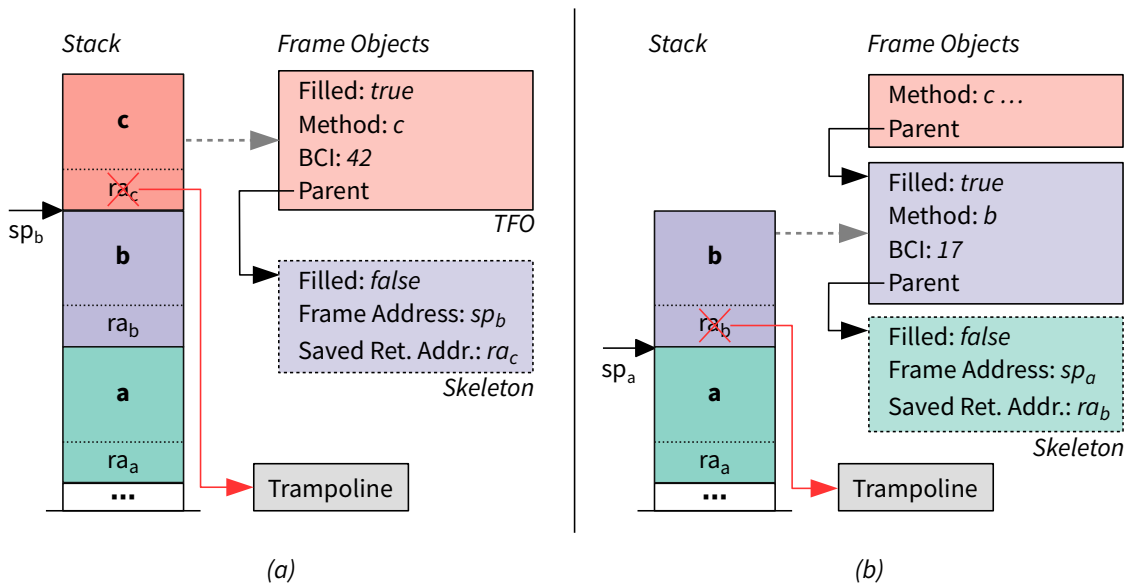 Stack
Frame Objects
c
ra_c
sp_b
b
ra_b
a
ra_a
...
Filled: true
Method: c
BCI: 42
Parent
TFO
Filled: false
Frame Address: sp_b
Saved Ret. Addr.: ra_c
Skeleton
Trampoline
(a)
Stack
Frame Objects
b
ra_b
sp_a
a
ra_a
...
Method: c ...
Parent
Filled: true
Method: b
BCI: 17
Parent
Filled: false
Frame Address: sp_a
Saved Ret. Addr.: ra_b
Skeleton
Trampoline
(b)